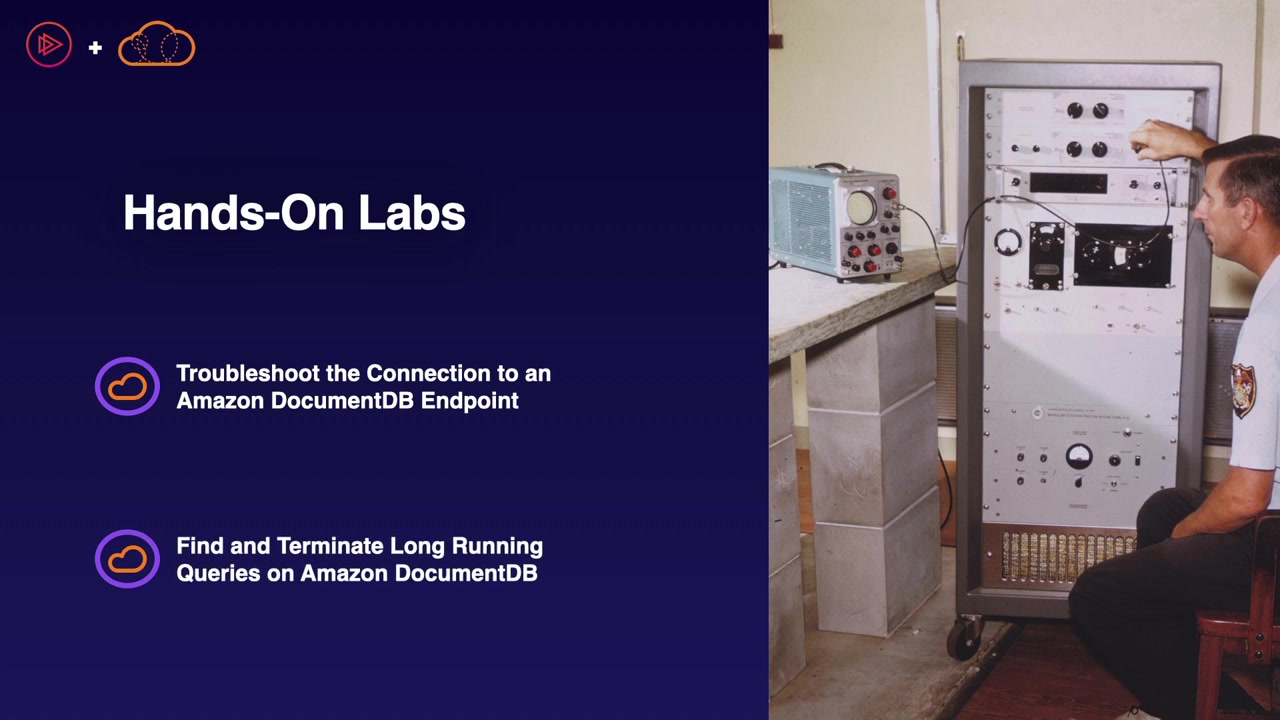 Hands-On Labs
Troubleshoot the Connection to an
Amazon DocumentDB Endpoint
Find and Terminate Long Running
Queries on Amazon DocumentDB